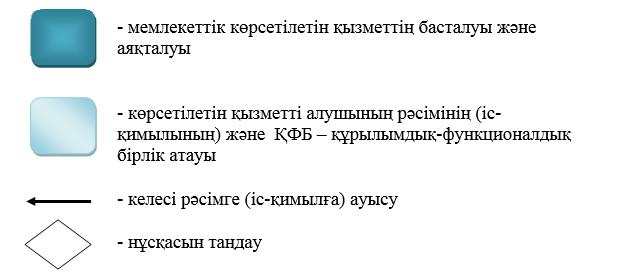 - мемлекеттік көрсетілетін қызметтің басталуы және
аяқталуы
- көрсетілетін қызметті алушының рәсімінің (іс-
қимылының) және ҚФБ – құрылымдық-функционалдық
бірлік атауы
- келесі рәсімге (іс-қимылға) ауысу
- нұсқасын таңдау